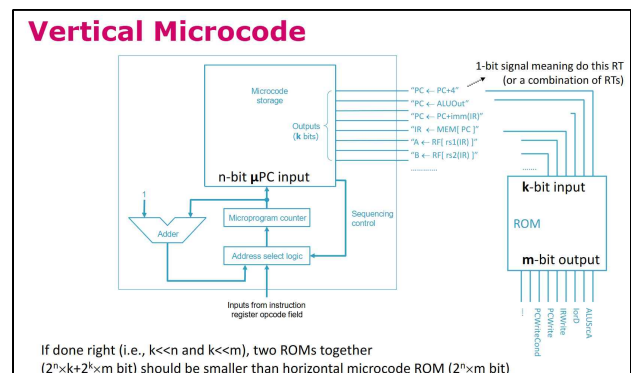 Vertical Microcode
1-bit signal meaning do this RT
(or a combination of RTs)
Microcode
storage
Outputs
(k bits)
"PC ← PC+4"
"PC ← ALUOut"
"PC ← PC+imm(IR)"
"IR ← MEM[ PC ]"
"A ← RF[ rs1(IR) ]"
"B ← RF[ rs2(IR) ]"
.............
n-bit µPC input
1
Adder
Microprogram counter
Address select logic
Sequencing
control
Inputs from instruction
register opcode field
.......
k-bit input
ROM
m-bit output
...
PCWriteCond
PCWrite
IRWrite
IorD
ALUSrcA
If done right (i.e., k<<n and k<<m), two ROMs together
(2ⁿ×k+2ᵏ×m bit) should be smaller than horizontal microcode ROM (2ⁿ×m bit)